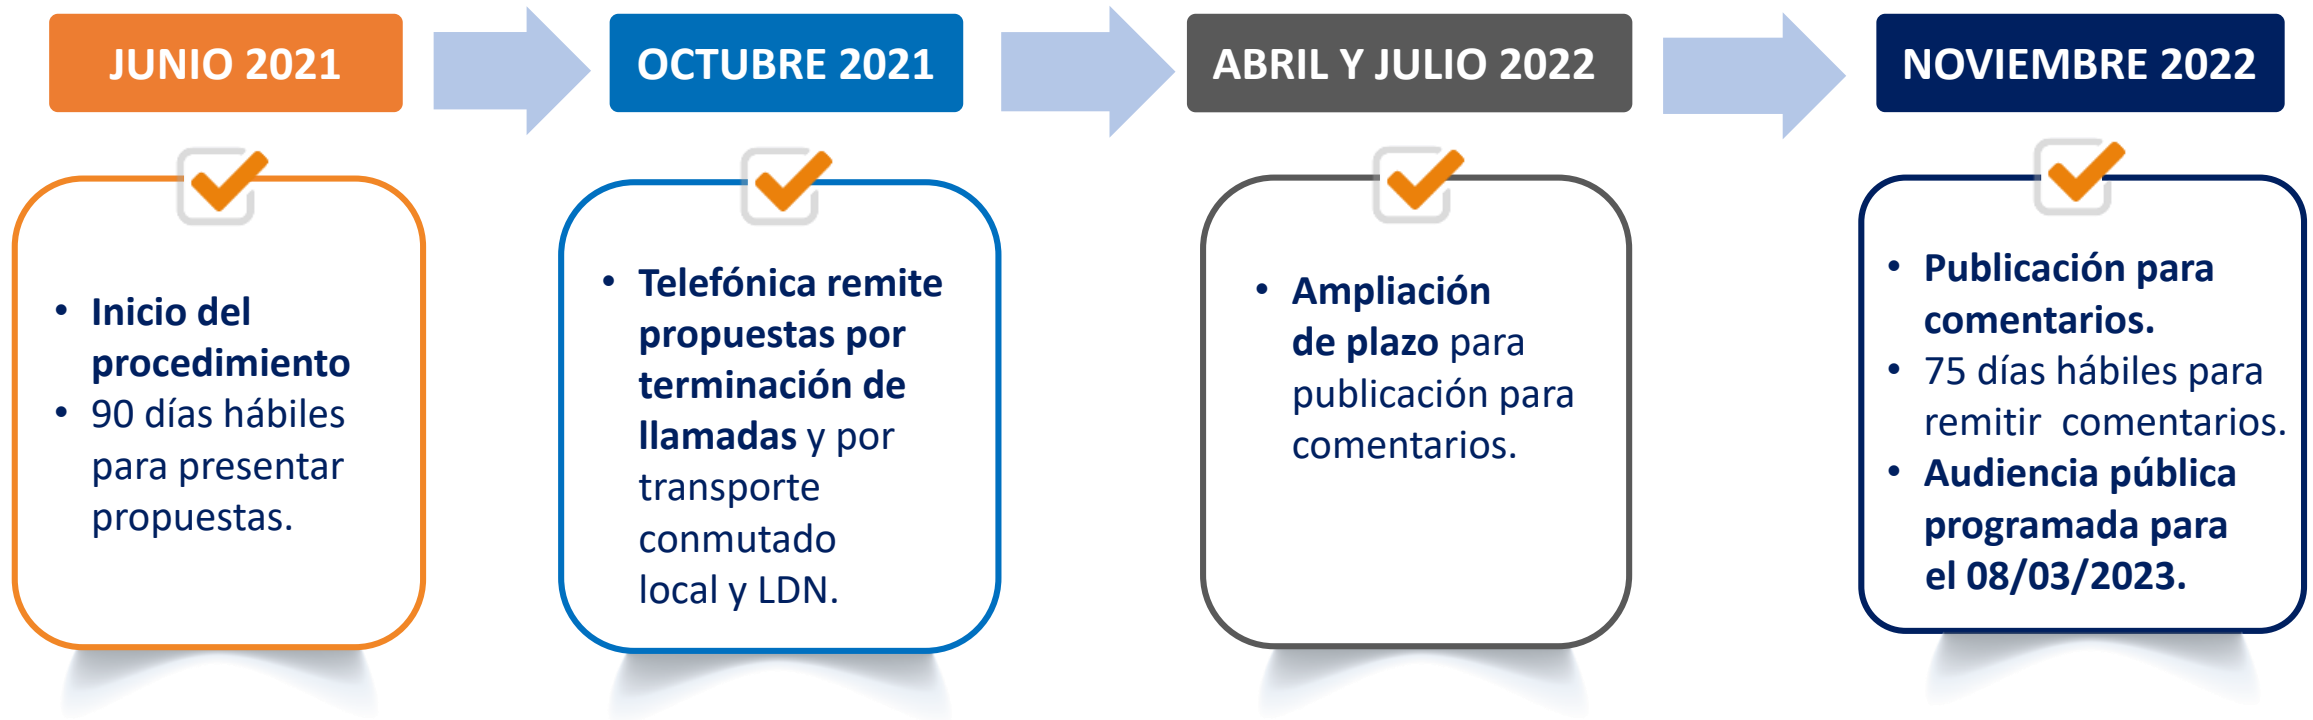 JUNIO 2021
OCTUBRE 2021
ABRIL Y JULIO 2022
NOVIEMBRE 2022
• Inicio del
procedimiento
• 90 días hábiles
para presentar
propuestas.
• Telefónica remite
propuestas por
terminación de
llamadas y por
transporte
conmutado
local y LDN.
• Ampliación
de plazo para
publicación para
comentarios.
• Publicación para
comentarios.
• 75 días hábiles para
remitir comentarios.
• Audiencia pública
programada para
el 08/03/2023.